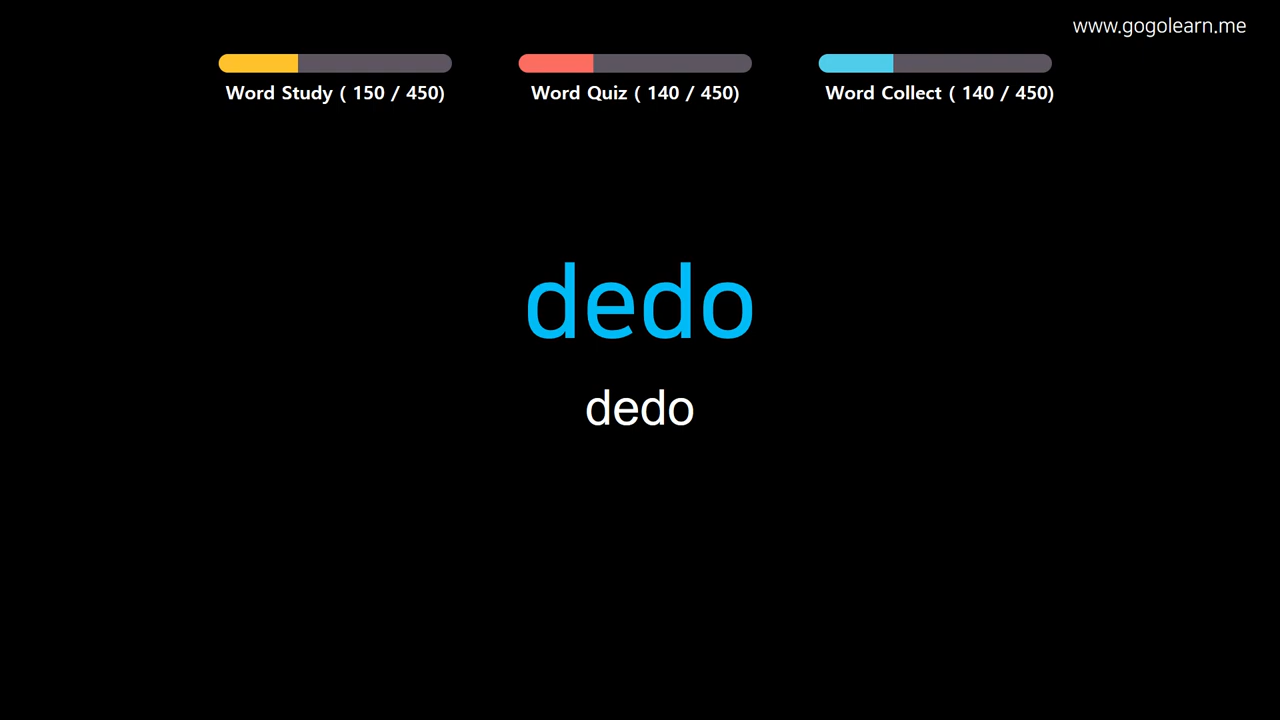 www.gogolearn.me
Word Study ( 150 / 450)
Word Quiz ( 140 / 450)
Word Collect ( 140 / 450)
dedo
dedo